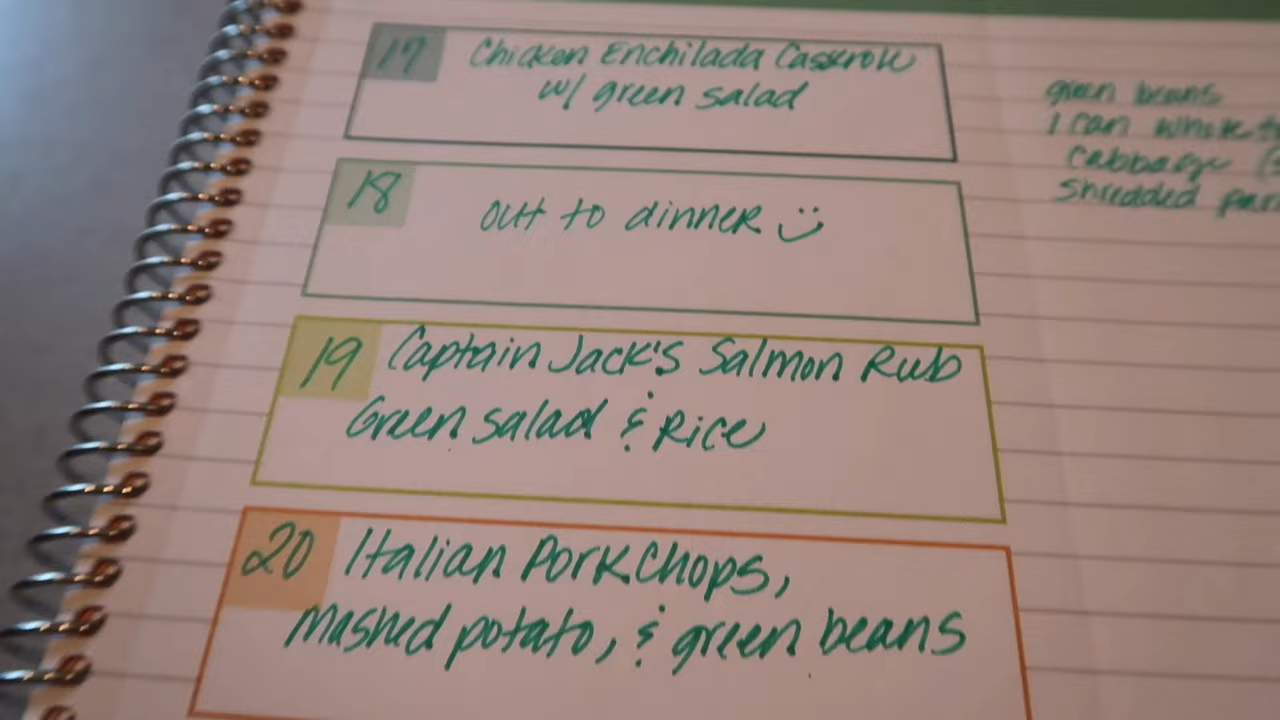 17 Chicken Enchilada Casserole
w/ green salad
18
out to dinner
19 Captain Jack's Salmon Rub
Green salad & Rice
20 Italian Pork Chops,
mashed potato, & green beans
green beans
1 can whole
cabbage
shredded